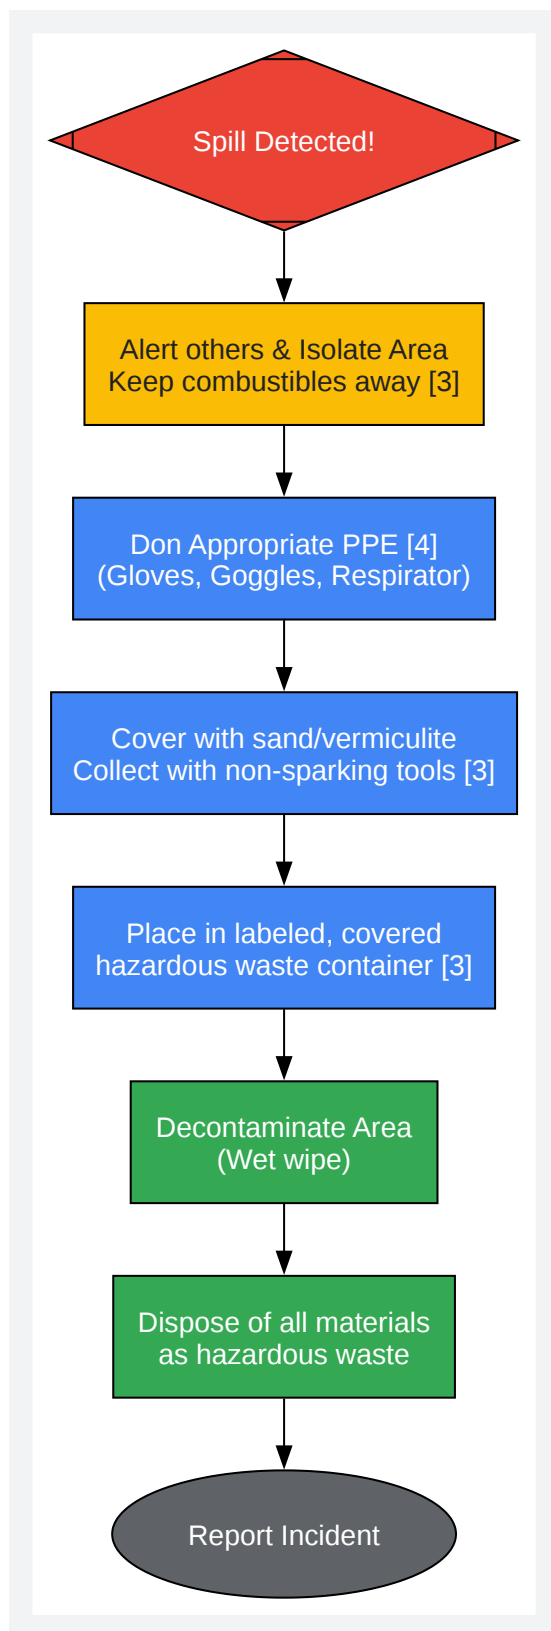 Spill Detected!
Alert others & Isolate Area
Keep combustibles away [3]
Don Appropriate PPE [4]
(Gloves, Goggles, Respirator)
Cover with sand/vermiculite
Collect with non-sparking tools [3]
Place in labeled, covered
hazardous waste container [3]
Decontaminate Area
(Wet wipe)
Dispose of all materials
as hazardous waste
Report Incident